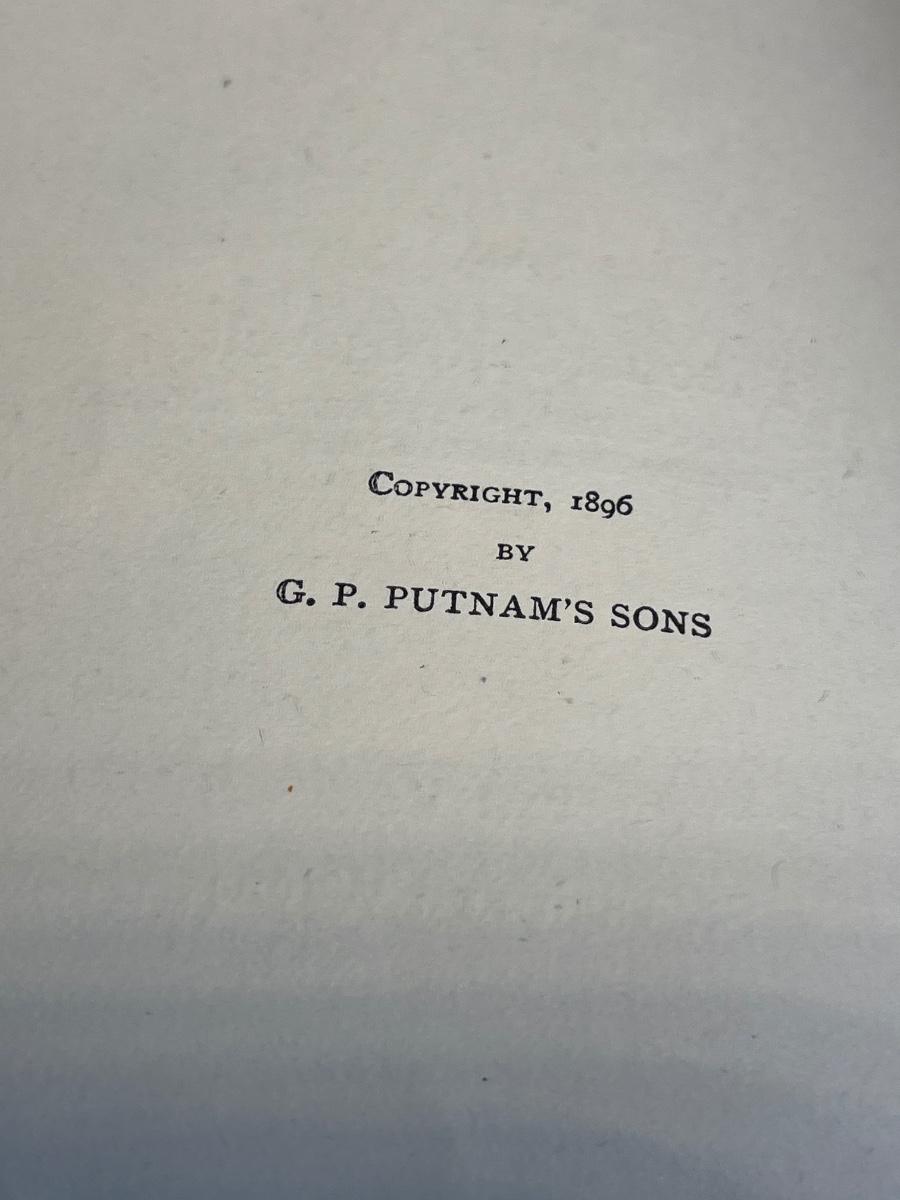 Copyright, 1896
BY
G. P. PUTNAM'S SONS